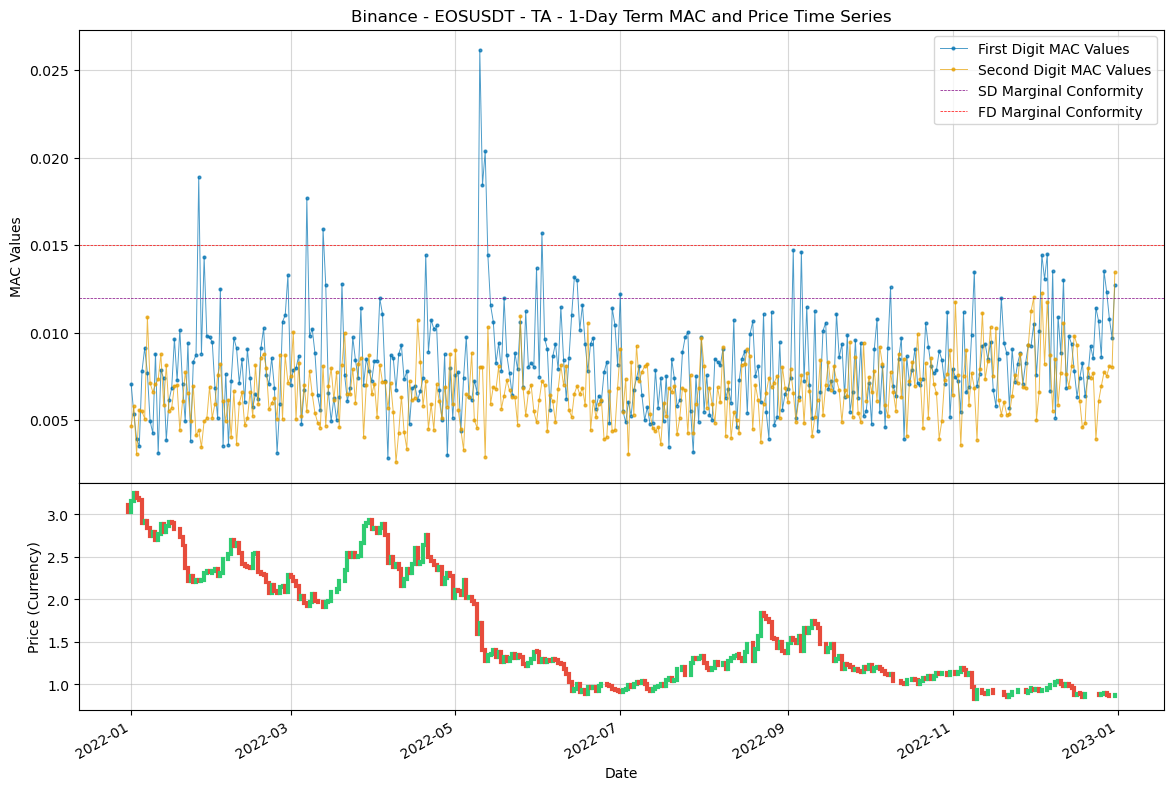 Binance - EOSUSDT - TA - 1-Day Term MAC and Price Time Series
First Digit MAC Values
Second Digit MAC Values
SD Marginal Conformity
FD Marginal Conformity
MAC Values
0.025
0.020
0.015
0.010
0.005
Price (Currency)
3.0
2.5
2.0
1.5
1.0
2022-01
2022-03
2022-05
2022-07
2022-09
2022-11
2023-01
Date